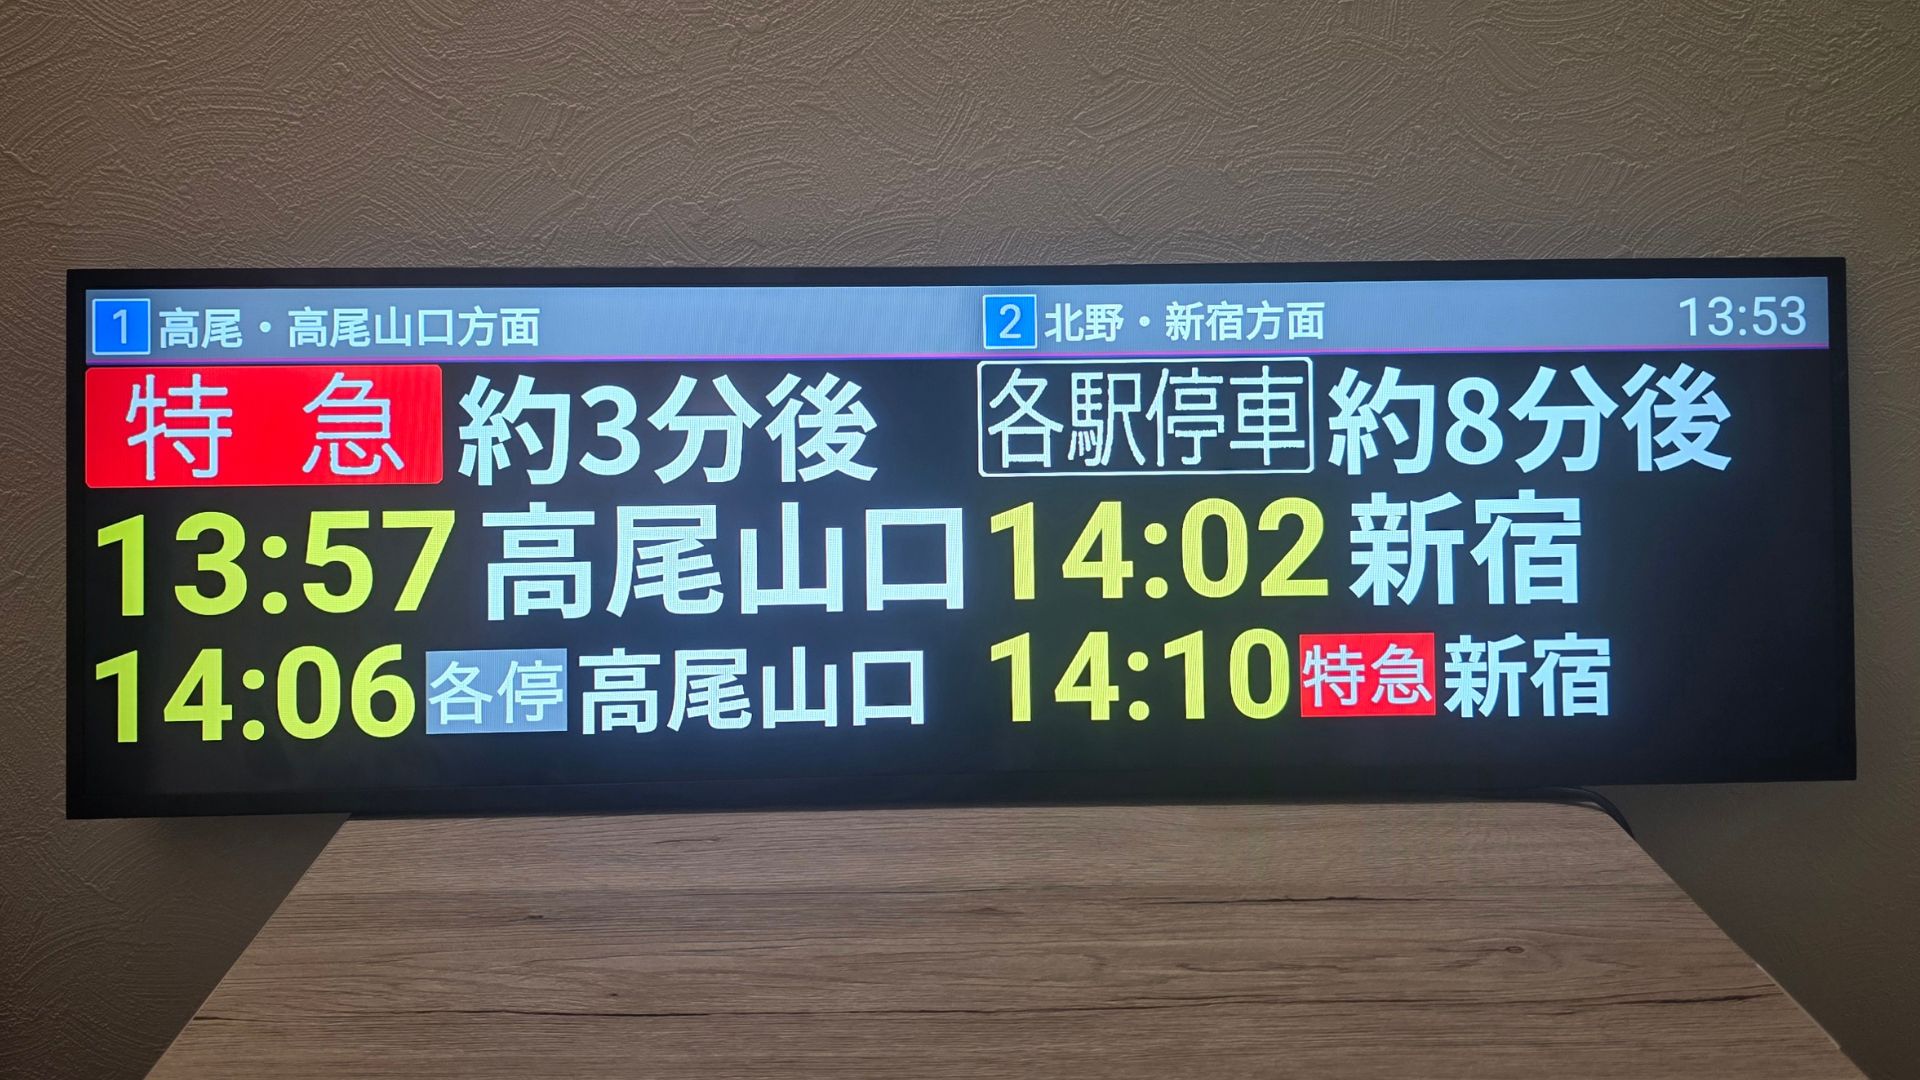 1 高尾・高尾山口方面
特急 約3分後
13:57 高尾山口
14:06 各停 高尾山口
2 北野・新宿方面 13:53
各駅停車 約8分後
14:02 新宿
14:10 特急 新宿